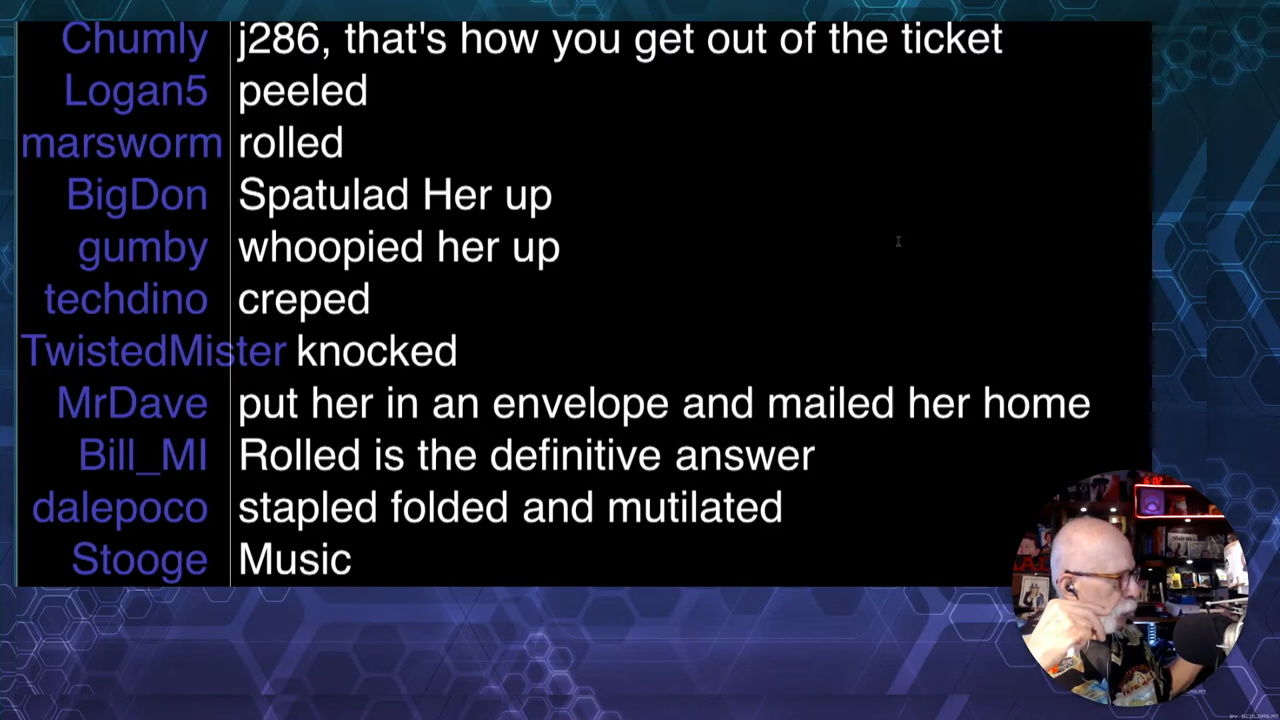 Chumly j286, that's how you get out of the ticket
Logan5 peeled
marsworm rolled
BigDon Spatulad Her up
gumby whoopied her up
techdino creped
TwistedMister knocked
MrDave put her in an envelope and mailed her home
Bill_MI Rolled is the definitive answer
dalepoco stapled folded and mutilated
Stooge Music
6:02